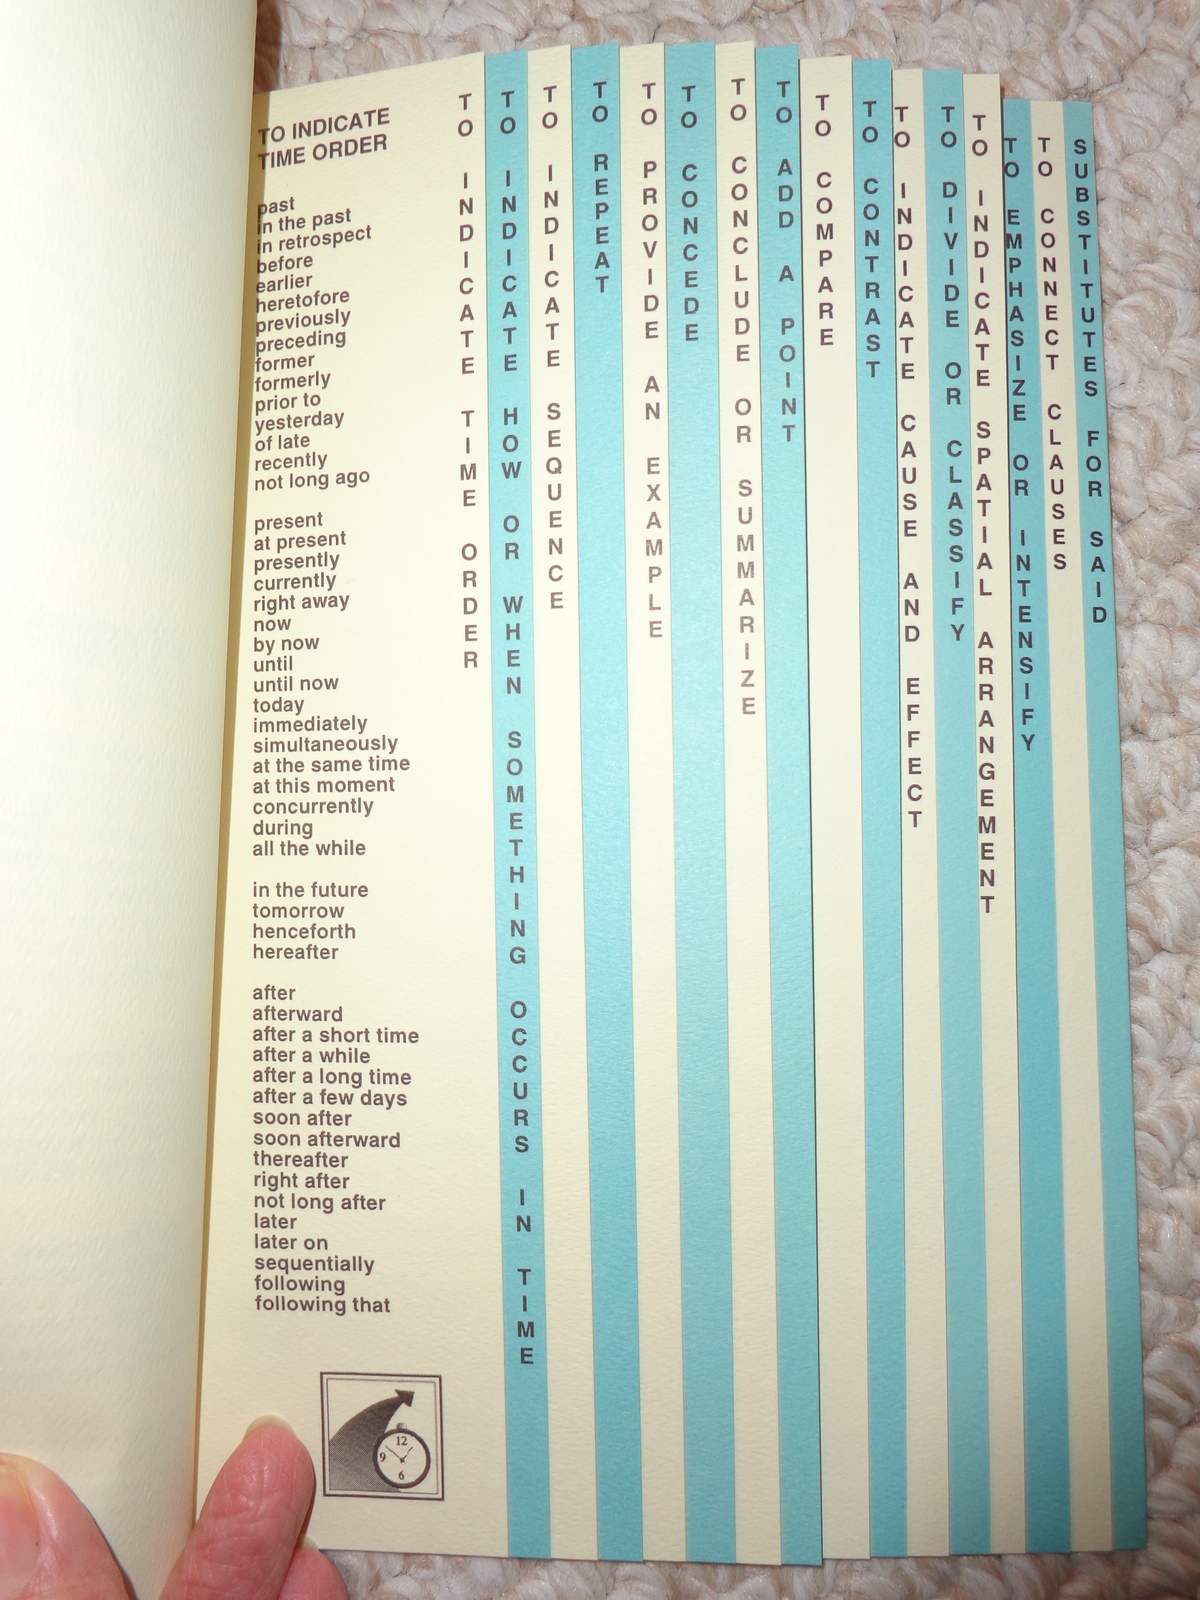 TO INDICATE
TIME ORDER
past
in the past
in retrospect
before
earlier
heretofore
previously
preceding
former
formerly
prior to
yesterday
of late
recently
not long ago
present
at present
presently
currently
right away
now
by now
until
until now
today
immediately
simultaneously
at the same time
at this moment
concurrently
during
all the while
in the future
tomorrow
henceforth
hereafter
after
afterward
after a short time
after a while
after a long time
after a few days
soon after
soon afterward
thereafter
right after
not long after
later
later on
sequentially
following
following that
12
9
6
TO INDICATE TIME ORDER
TO INDICATE HOW OR WHEN SOMETHING OCCURS IN TIME
TO INDICATE SEQUENCE
TO REPEAT
TO PROVIDE AN EXAMPLE
TO CONCEDE
TO CONCLUDE OR SUMMARIZE
TO ADD A POINT
TO COMPARE
TO CONTRAST
TO INDICATE CAUSE AND EFFECT
TO DIVIDE OR CLASSIFY
TO INDICATE SPATIAL ARRANGEMENT
TO EMPHASIZE OR INTENSIFY
TO CONNECT CLAUSES
SUBSTITUTES FOR SAID